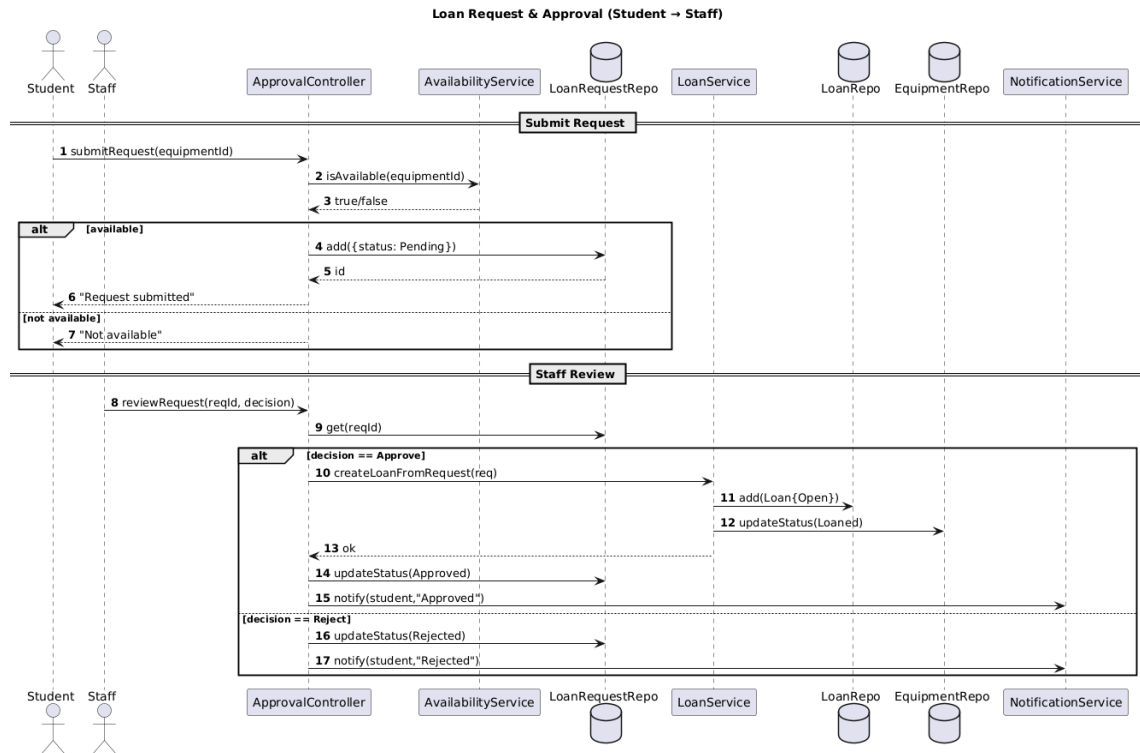 Loan Request & Approval (Student → Staff)
Student Staff ApprovalController AvailabilityService LoanRequestRepo LoanService LoanRepo EquipmentRepo NotificationService
Submit Request
1 submitRequest(equipmentId)
2 isAvailable(equipmentId)
3 true/false
alt [available]
4 add({status: Pending})
5 id
6 "Request submitted"
[not available]
7 "Not available"
Staff Review
8 reviewRequest(reqId, decision)
9 get(reqId)
alt [decision == Approve]
10 createLoanFromRequest(req)
11 add(Loan{Open})
12 updateStatus(Loaned)
13 ok
14 updateStatus(Approved)
15 notify(student,"Approved")
[decision == Reject]
16 updateStatus(Rejected)
17 notify(student,"Rejected")
Student Staff ApprovalController AvailabilityService LoanRequestRepo LoanService LoanRepo EquipmentRepo NotificationService